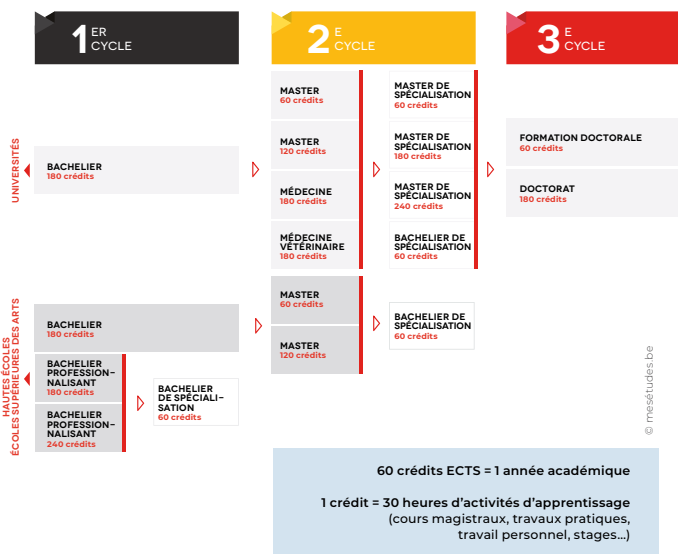 1 ER
CYCLE
2 E
CYCLE
3 E
CYCLE
UNIVERSITÉS
BACHELIER
180 crédits
MASTER
60 crédits
MASTER
120 crédits
MÉDECINE
180 crédits
MÉDECINE
VÉTÉRINAIRE
180 crédits
MASTER DE
SPÉCIALISATION
60 crédits
MASTER DE
SPÉCIALISATION
180 crédits
MASTER DE
SPÉCIALISATION
240 crédits
BACHELIER DE
SPÉCIALISATION
60 crédits
FORMATION DOCTORALE
60 crédits
DOCTORAT
180 crédits
HAUTES ÉCOLES
ÉCOLES SUPÉRIEURES DES ARTS
BACHELIER
180 crédits
BACHELIER
PROFESSION-
NALISANT
180 crédits
BACHELIER
PROFESSION-
NALISANT
240 crédits
BACHELIER
DE SPÉCIALI-
SATION
60 crédits
MASTER
60 crédits
MASTER
120 crédits
BACHELIER DE
SPÉCIALISATION
60 crédits
© mesétudes.be
60 crédits ECTS = 1 année académique
1 crédit = 30 heures d'activités d'apprentissage
(cours magistraux, travaux pratiques,
travail personnel, stages...)